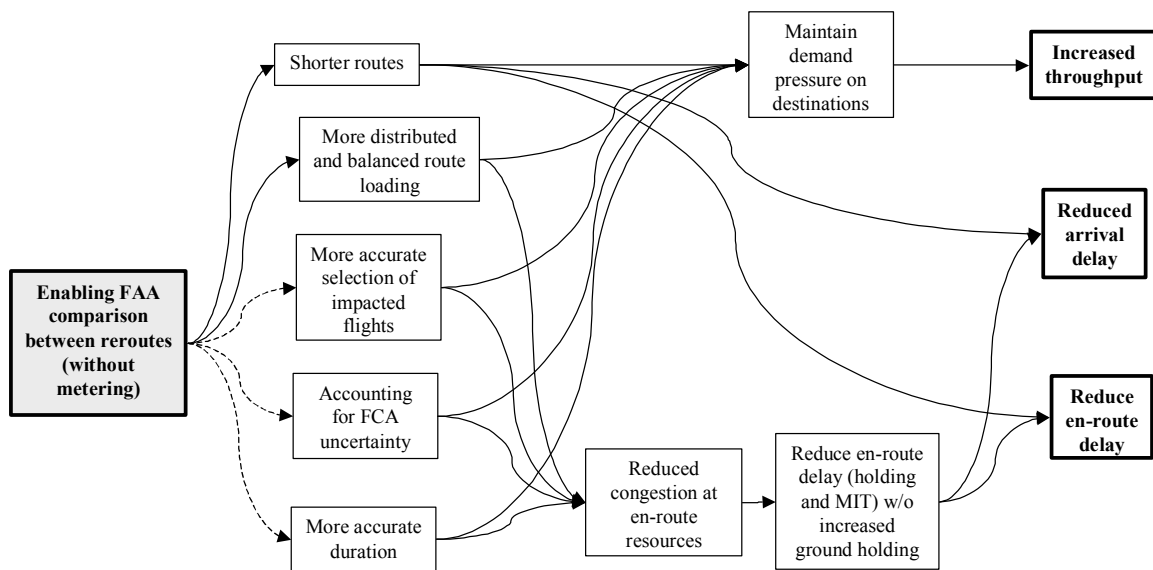 Shorter routes
Maintain
demand
pressure on
destinations
Increased
throughput
More distributed
and balanced route
loading
Reduced
arrival
delay
More accurate
selection of
impacted
flights
Enabling FAA
comparison
between reroutes
(without
metering)
Accounting
for FCA
uncertainty
Reduce
en-route
delay
Reduced
congestion at
en-route
resources
Reduce en-route
delay (holding
and MIT) w/o
increased
ground holding
More accurate
duration